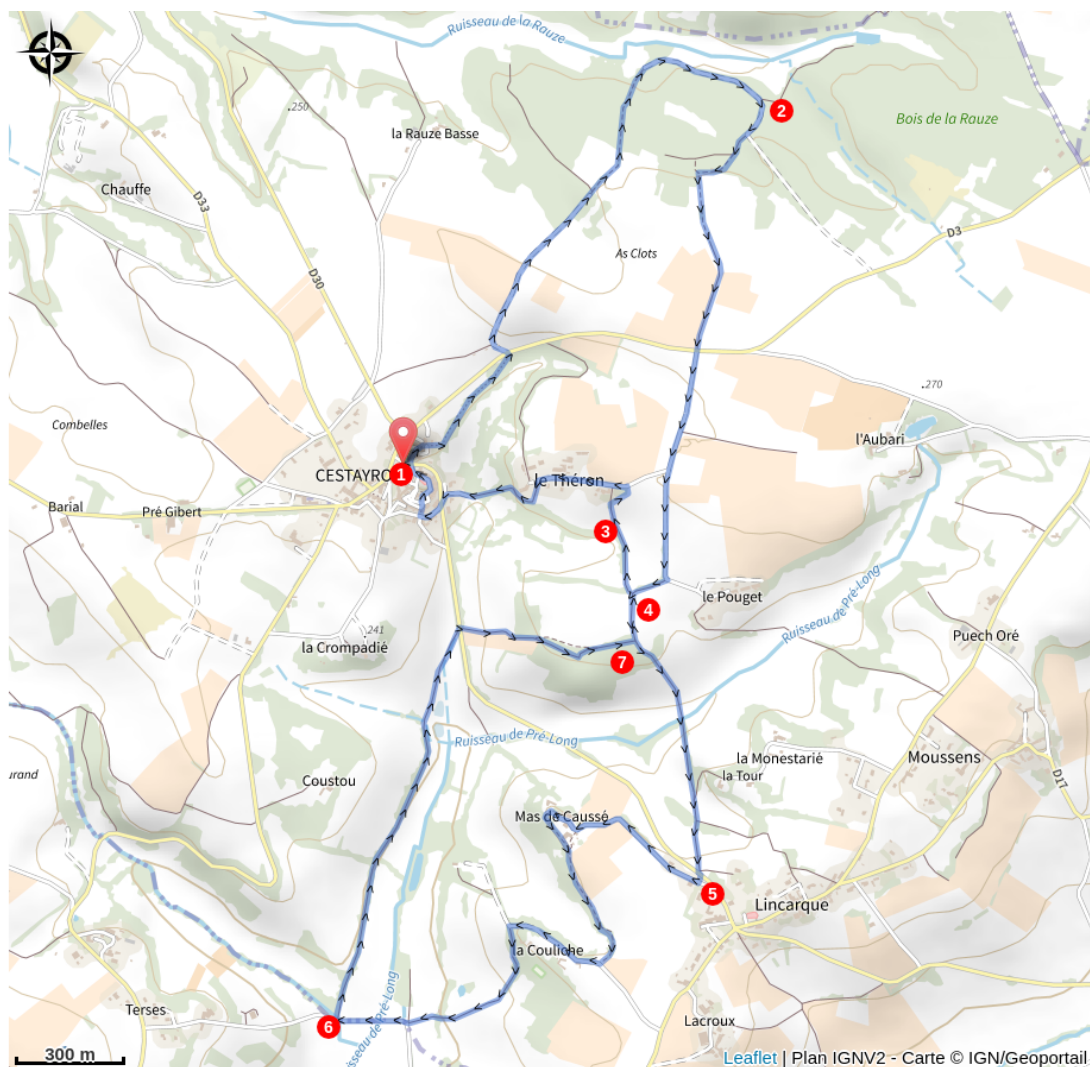 Ruisseau de la Rauze
.250
la Rauze Basse
2
Bois de la Rauze
Chauffe
D33
D3
As Clots
D30
.270
Combelles
l'Aubari
CESTAYRO
1
le Théron
Barial
Pré Gibert
3
Ruisseau de Pré-Long
le Pouget
4
241
la Crompadié
Puech Oré
7
Ruisseau de Pré-Long
la Monestarié
Moussens
urand
la Tour
Coustou
D17
Mas de Caussé
5
Lincarque
la Couliche
Terses
Lacroux
6
isseau de Pré-Long
300 m
Leaflet | Plan IGNV2 - Carte © IGN/Geoportail